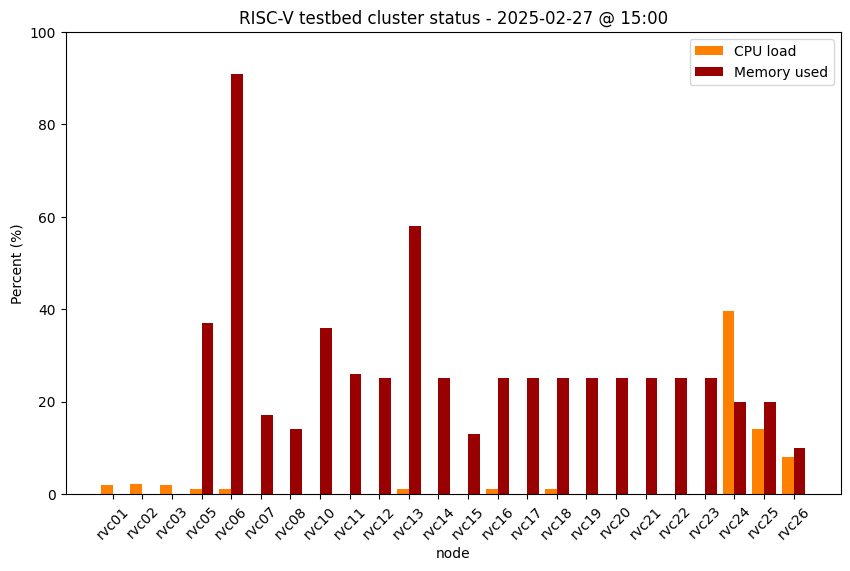 RISC-V testbed cluster status - 2025-02-27 @ 15:00
CPU load
Memory used
Percent (%)
100
80
60
40
20
0
rvc01
rvc02
rvc03
rvc05
rvc06
rvc07
rvc08
rvc10
rvc11
rvc12
rvc13
rvc14
rvc15
rvc16
rvc17
rvc18
rvc19
rvc20
rvc21
rvc22
rvc23
rvc24
rvc25
rvc26
node